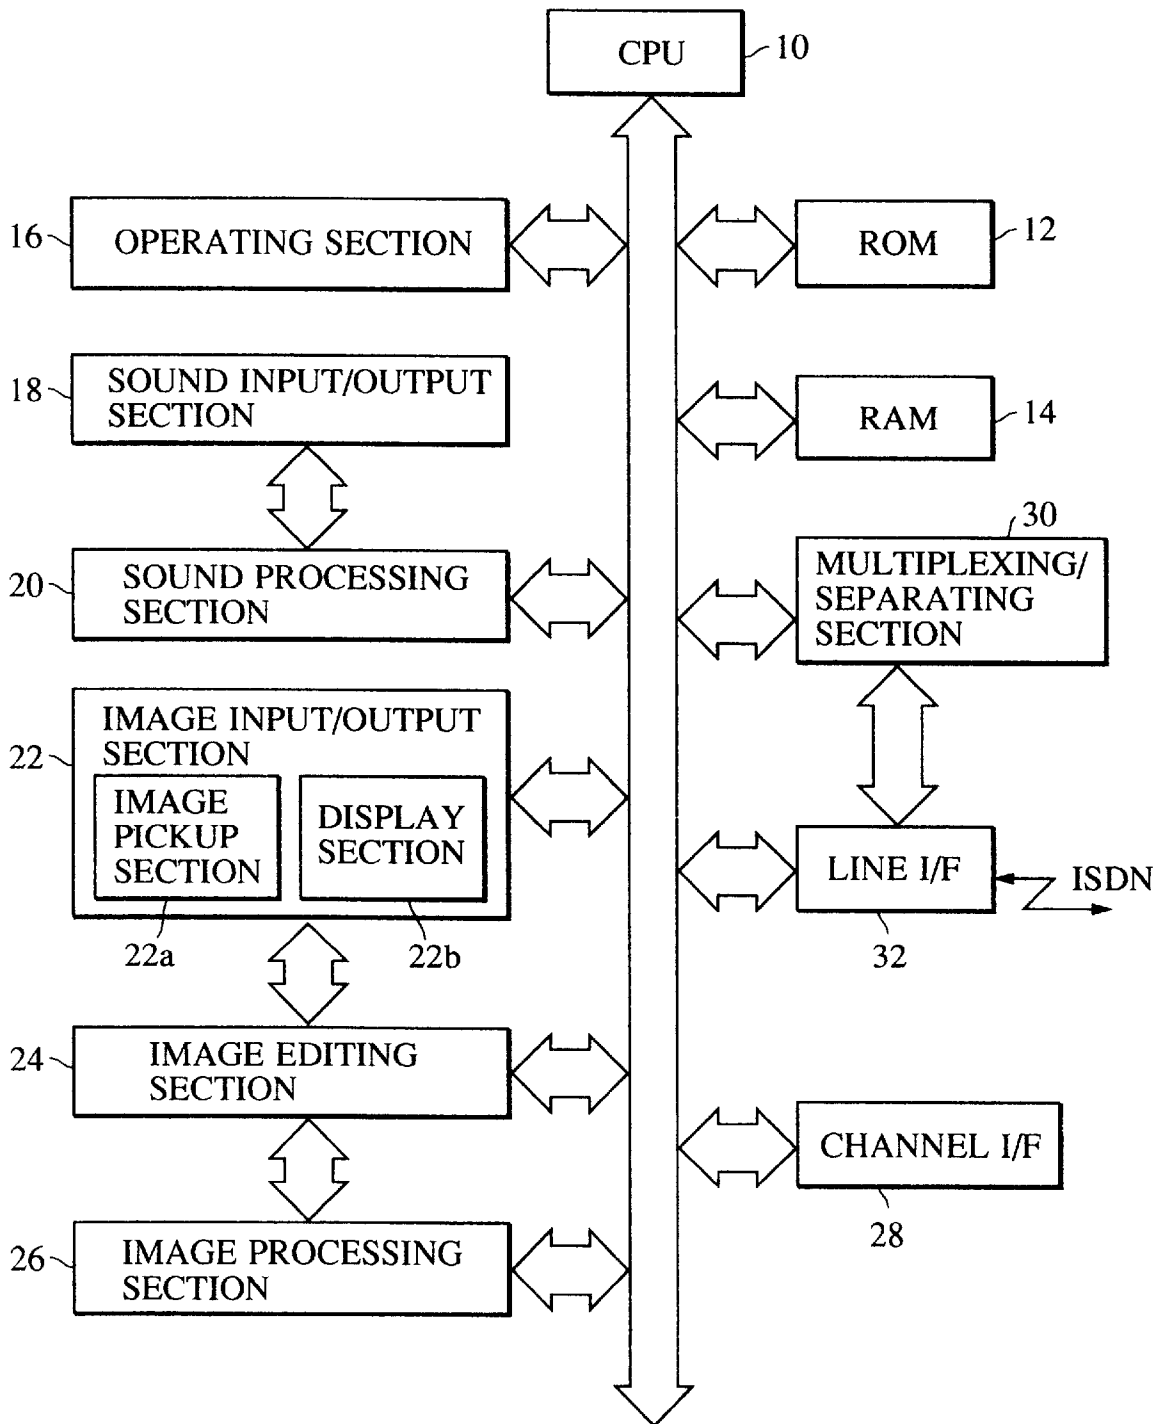 CPU
10
16
OPERATING SECTION
ROM
12
18
SOUND INPUT/OUTPUT
SECTION
RAM
14
20
SOUND PROCESSING
SECTION
30
MULTIPLEXING/
SEPARATING
SECTION
22
IMAGE INPUT/OUTPUT
SECTION
IMAGE
PICKUP
SECTION
DISPLAY
SECTION
22a
22b
LINE I/F
ISDN
32
24
IMAGE EDITING
SECTION
CHANNEL I/F
28
26
IMAGE PROCESSING
SECTION